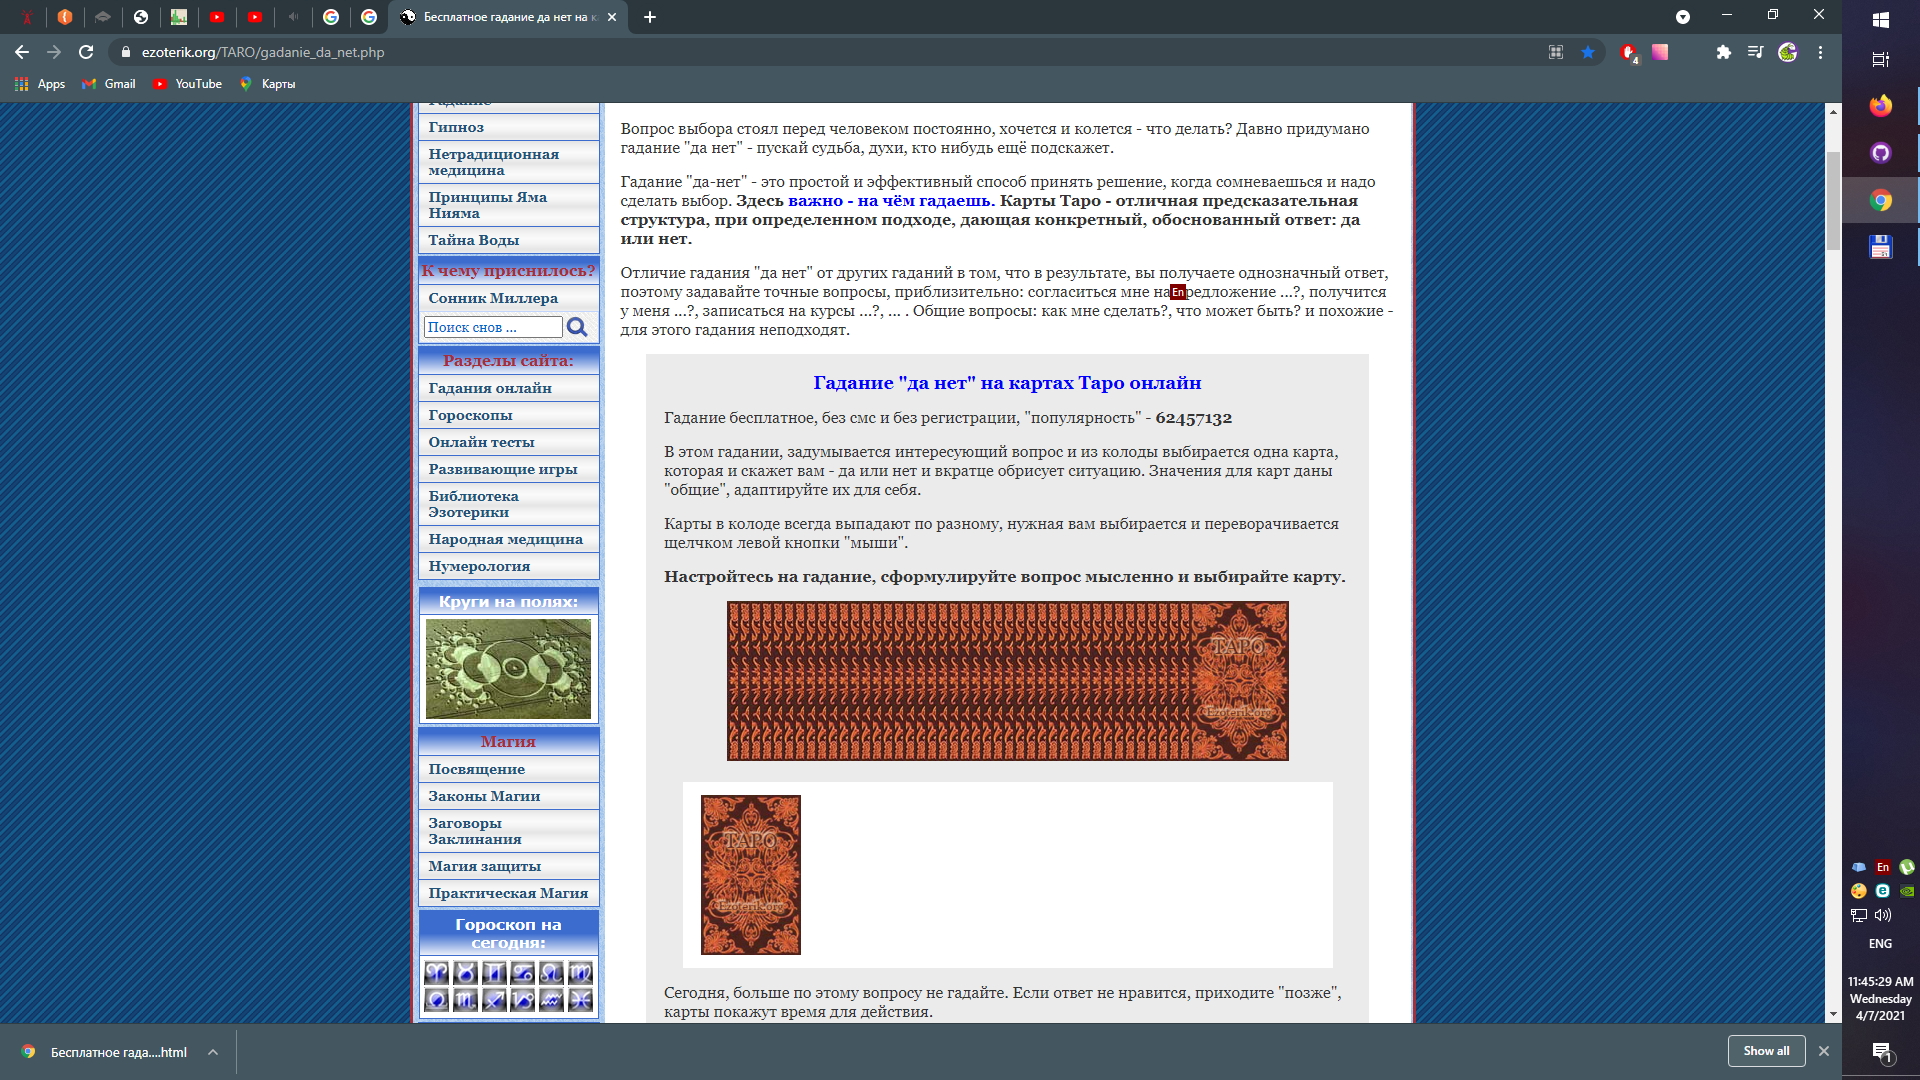 Бесплатное гадание да нет на к
ezoterik.org/TARO/gadanie_da_net.php
4
Apps
Gmail
YouTube
Карты
Гадание
Гипноз
Нетрадиционная
медицина
Принципы Яма
Нияма
Тайна Воды
К чему приснилось?
Сонник Миллера
Поиск снов ...
Разделы сайта:
Гадания онлайн
Гороскопы
Онлайн тесты
Развивающие игры
Библиотека
Эзотерики
Народная медицина
Нумерология
Круги на полях:
Магия
Посвящение
Законы Магии
Заговоры
Заклинания
Магия защиты
Практическая Магия
Гороскоп на
сегодня:
Вопрос выбора стоял перед человеком постоянно, хочется и колется - что делать? Давно придумано
гадание "да нет" - пускай судьба, духи, кто нибудь ещё подскажет.
Гадание "да-нет" - это простой и эффективный способ принять решение, когда сомневаешься и надо
сделать выбор. Здесь важно - на чём гадаешь. Карты Таро - отличная предсказательная
структура, при определенном подходе, дающая конкретный, обоснованный ответ: да
или нет.
Отличие гадания "да нет" от других гаданий в том, что в результате, вы получаете однозначный ответ,
поэтому задавайте точные вопросы, приблизительно: согласиться мне на En редложение ...?, получится
у меня ...?, записаться на курсы ...?, ... . Общие вопросы: как мне сделать?, что может быть? и похожие -
для этого гадания неподходят.
Гадание "да нет" на картах Таро онлайн
Гадание бесплатное, без смс и без регистрации, "популярность" - 62457132
В этом гадании, задумывается интересующий вопрос и из колоды выбирается одна карта,
которая и скажет вам - да или нет и вкратце обрисует ситуацию. Значения для карт даны
"общие", адаптируйте их для себя.
Карты в колоде всегда выпадают по разному, нужная вам выбирается и переворачивается
щелчком левой кнопки "мыши".
Настройтесь на гадание, сформулируйте вопрос мысленно и выбирайте карту.
ТАРО
Ezoterik.org
ТАРО
Ezoterik.org
Сегодня, больше по этому вопросу не гадайте. Если ответ не нравится, приходите "позже",
карты покажут время для действия.
Бесплатное гада....html
Show all
En
ENG
11:45:29 AM
Wednesday
4/7/2021
1